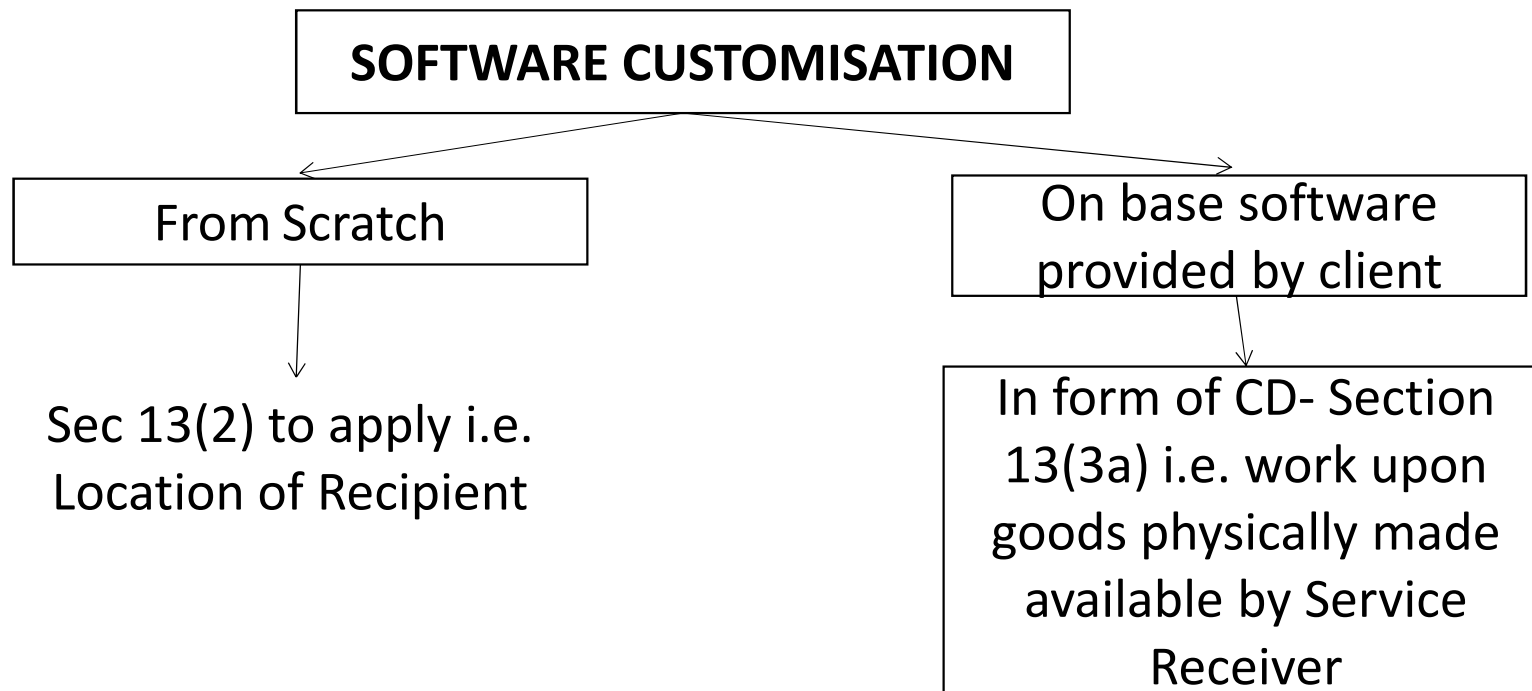 SOFTWARE CUSTOMISATION
From Scratch
On base software
provided by client
Sec 13(2) to apply i.e.
Location of Recipient
In form of CD- Section
13(3a) i.e. work upon
goods physically made
available by Service
Receiver